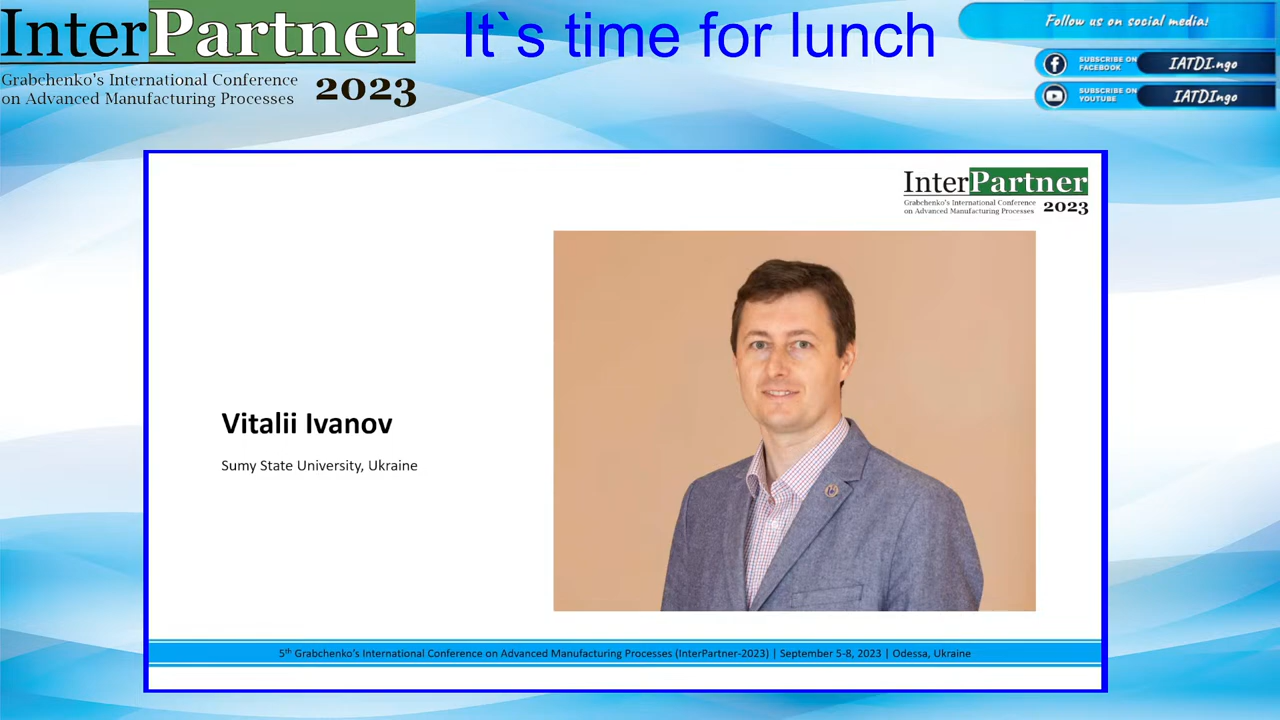 InterPartner
Grabchenko's International Conference
on Advanced Manufacturing Processes
2023
It`s time for lunch
Follow us on social media!
SUBSCRIBE ON
FACEBOOK
IATDI.ngo
SUBSCRIBE ON
YOUTUBE
IATDIngo
InterPartner
Grabchenko's International Conference
on Advanced Manufacturing Processes
2023
Vitalii Ivanov
Sumy State University, Ukraine
5th Grabchenko's International Conference on Advanced Manufacturing Processes (InterPartner-2023) | September 5-8, 2023 | Odessa, Ukraine